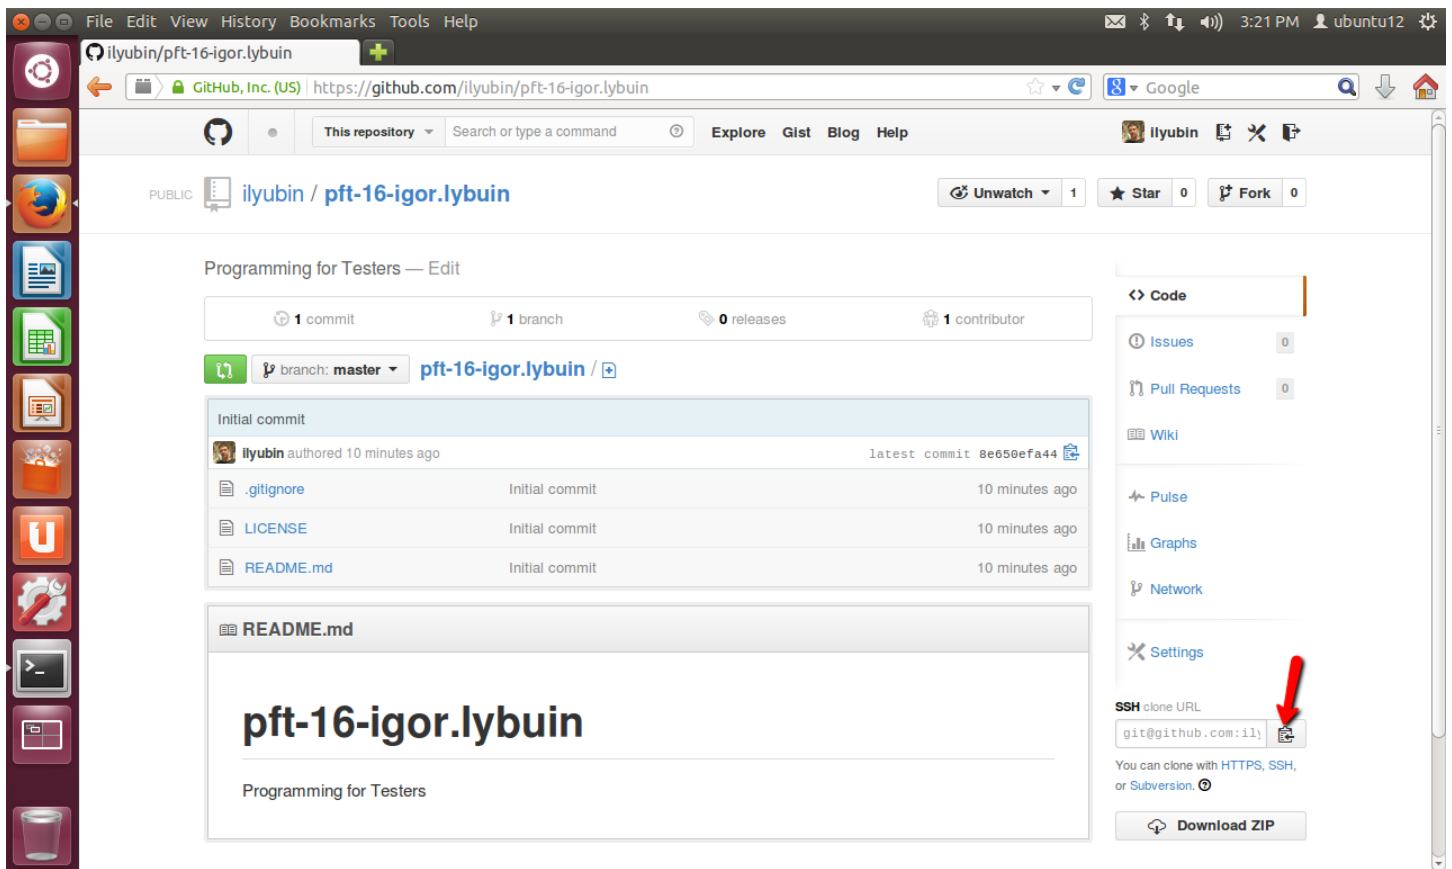 File Edit View History Bookmarks Tools Help 3:21 PM ubuntu12
ilyubin/pft-16-igor.lybuin
GitHub, Inc. (US) https://github.com/ilyubin/pft-16-igor.lybuin Google
This repository Search or type a command Explore Gist Blog Help ilyubin
PUBLIC ilyubin / pft-16-igor.lybuin Unwatch 1 Star 0 Fork 0
Programming for Testers — Edit
1 commit 1 branch 0 releases 1 contributor
branch: master pft-16-igor.lybuin /
Initial commit
ilyubin authored 10 minutes ago latest commit 8e650efa44
.gitignore Initial commit 10 minutes ago
LICENSE Initial commit 10 minutes ago
README.md Initial commit 10 minutes ago
README.md
pft-16-igor.lybuin
Programming for Testers
Code
Issues 0
Pull Requests 0
Wiki
Pulse
Graphs
Network
Settings
SSH clone URL
git@github.com:ily
You can clone with HTTPS, SSH,
or Subversion.
Download ZIP